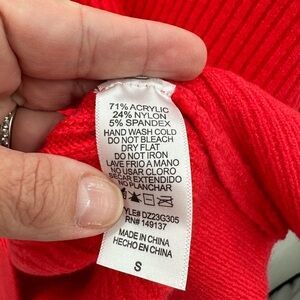 71% ACRYLIC
24% NYLON
5% SPANDEX
HAND WASH COLD
DO NOT BLEACH
DRY FLAT
DO NOT IRON
LAVE FRIO A MANO
NO USAR CLORO
SECAR EXTENDIDO
NO PLANCHAR
STYLE# DZ23G305
RN# 149137
MADE IN CHINA
HECHO EN CHINA
S